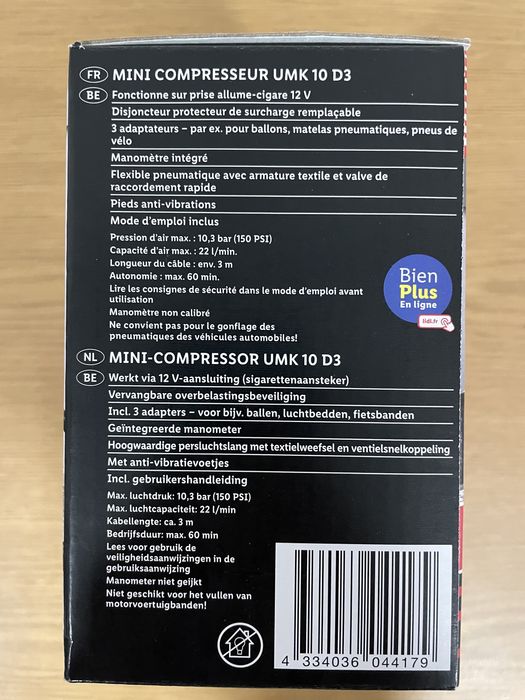 FR MINI COMPRESSEUR UMK 10 D3
BE Fonctionne sur prise allume-cigare 12 V
Disjoncteur protecteur de surcharge remplaçable
3 adaptateurs – par ex. pour ballons, matelas pneumatiques, pneus de
vélo
Manomètre intégré
Flexible pneumatique avec armature textile et valve de
raccordement rapide
Pieds anti-vibrations
Mode d'emploi inclus
Pression d'air max. : 10,3 bar (150 PSI)
Capacité d'air max. : 22 l/min.
Longueur du câble : env. 3 m
Autonomie : max. 60 min.
Lire les consignes de sécurité dans le mode d'emploi avant
utilisation
Manomètre non calibré
Ne convient pas pour le gonflage des
pneumatiques des véhicules automobiles!
Bien
Plus
En ligne
lidl.fr
NL MINI-COMPRESSOR UMK 10 D3
BE Werkt via 12 V-aansluiting (sigarettenaansteker)
Vervangbare overbelastingsbeveiliging
Incl. 3 adapters – voor bijv. ballen, luchtbedden, fietsbanden
Geïntegreerde manometer
Hoogwaardige persluchtslang met textielweefsel en ventielsnelkoppeling
Met anti-vibratievoetjes
Incl. gebruikershandleiding
Max. luchtdruk: 10,3 bar (150 PSI)
Max. luchtcapaciteit: 22 l/min
Kabellengte: ca. 3 m
Bedrijfsduur: max. 60 min
Lees voor gebruik de
veiligheidsaanwijzingen in de
gebruiksaanwijzing
Manometer niet geijkt
Niet geschikt voor het vullen van
motorvoertuigbanden!
4 334036 044179